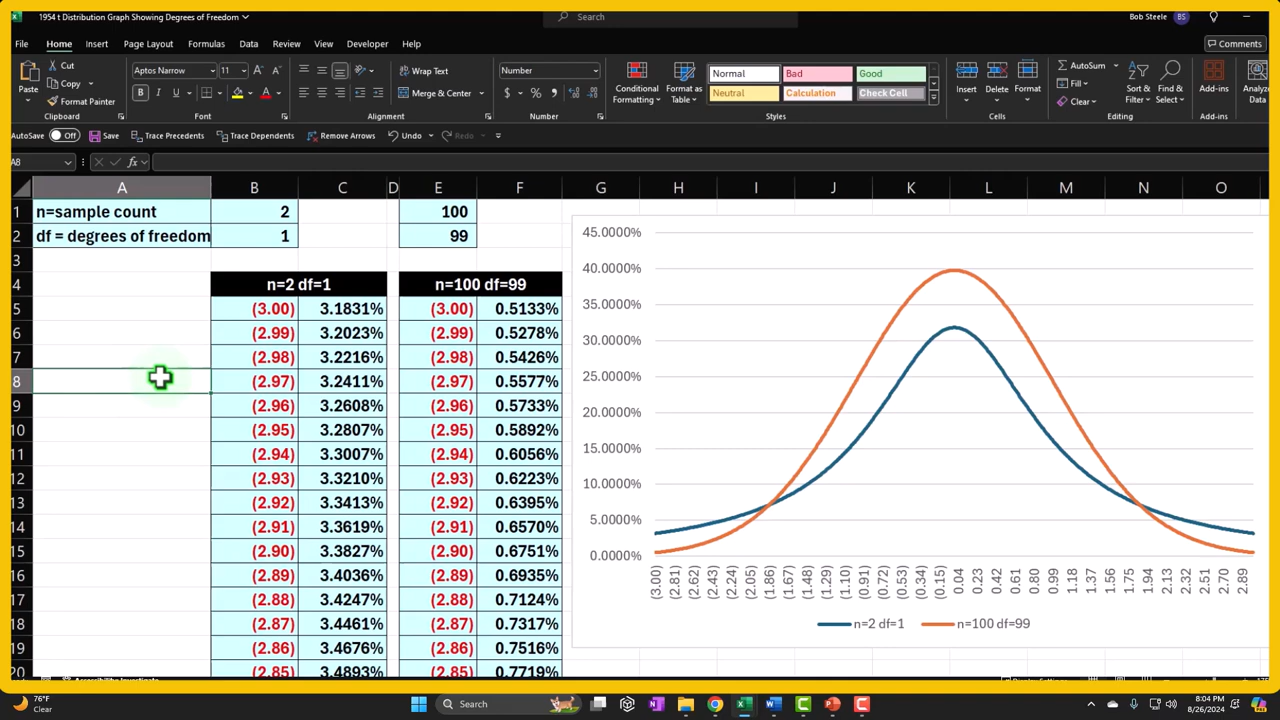 1954 t Distribution Graph Showing Degrees of Freedom
Search
Bob Steele BS
File Home Insert Page Layout Formulas Data Review View Developer Help
Comments
Paste
Cut
Copy
Format Painter
Clipboard
Aptos Narrow 11
B I U
Font
Wrap Text
Merge & Center
Alignment
Number
$ % ,
Number
Conditional Formatting
Format as Table
Normal Bad Good
Neutral Calculation Check Cell
Styles
Insert Delete Format
Cells
AutoSum
Fill
Clear
Sort & Filter
Find & Select
Editing
Add-ins
Add-ins
Analyze Data
AutoSave Off Save Trace Precedents Trace Dependents Remove Arrows Undo Redo
A8 fx
A B C D E F G H I J K L M N O
1 n=sample count 2 100
2 df = degrees of freedom 1 99
3
4 n=2 df=1 n=100 df=99
5 (3.00) 3.1831% (3.00) 0.5133%
6 (2.99) 3.2023% (2.99) 0.5278%
7 (2.98) 3.2216% (2.98) 0.5426%
8 (2.97) 3.2411% (2.97) 0.5577%
9 (2.96) 3.2608% (2.96) 0.5733%
10 (2.95) 3.2807% (2.95) 0.5892%
11 (2.94) 3.3007% (2.94) 0.6056%
12 (2.93) 3.3210% (2.93) 0.6223%
13 (2.92) 3.3413% (2.92) 0.6395%
14 (2.91) 3.3619% (2.91) 0.6570%
15 (2.90) 3.3827% (2.90) 0.6751%
16 (2.89) 3.4036% (2.89) 0.6935%
17 (2.88) 3.4247% (2.88) 0.7124%
18 (2.87) 3.4461% (2.87) 0.7317%
19 (2.86) 3.4676% (2.86) 0.7516%
20 (2.85) 3.4893% (2.85) 0.7719%
45.0000%
40.0000%
35.0000%
30.0000%
25.0000%
20.0000%
15.0000%
10.0000%
5.0000%
0.0000%
(3.00) (2.81) (2.62) (2.43) (2.24) (2.05) (1.86) (1.67) (1.48) (1.29) (1.10) (0.91) (0.72) (0.53) (0.34) (0.15) 0.04 0.23 0.42 0.61 0.80 0.99 1.18 1.37 1.56 1.75 1.94 2.13 2.32 2.51 2.70 2.89
n=2 df=1 n=100 df=99
76°F
Clear
Search
8:04 PM
8/26/2024